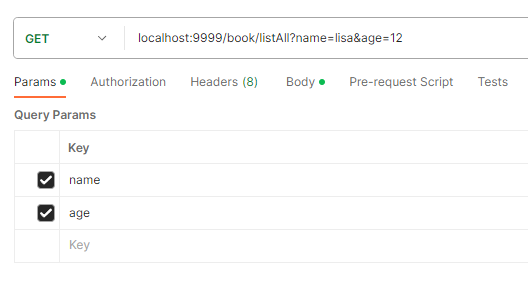 GET localhost:9999/book/listAll?name=lisa&age=12
Params Authorization Headers (8) Body Pre-request Script Tests
Query Params
Key
name
age
Key